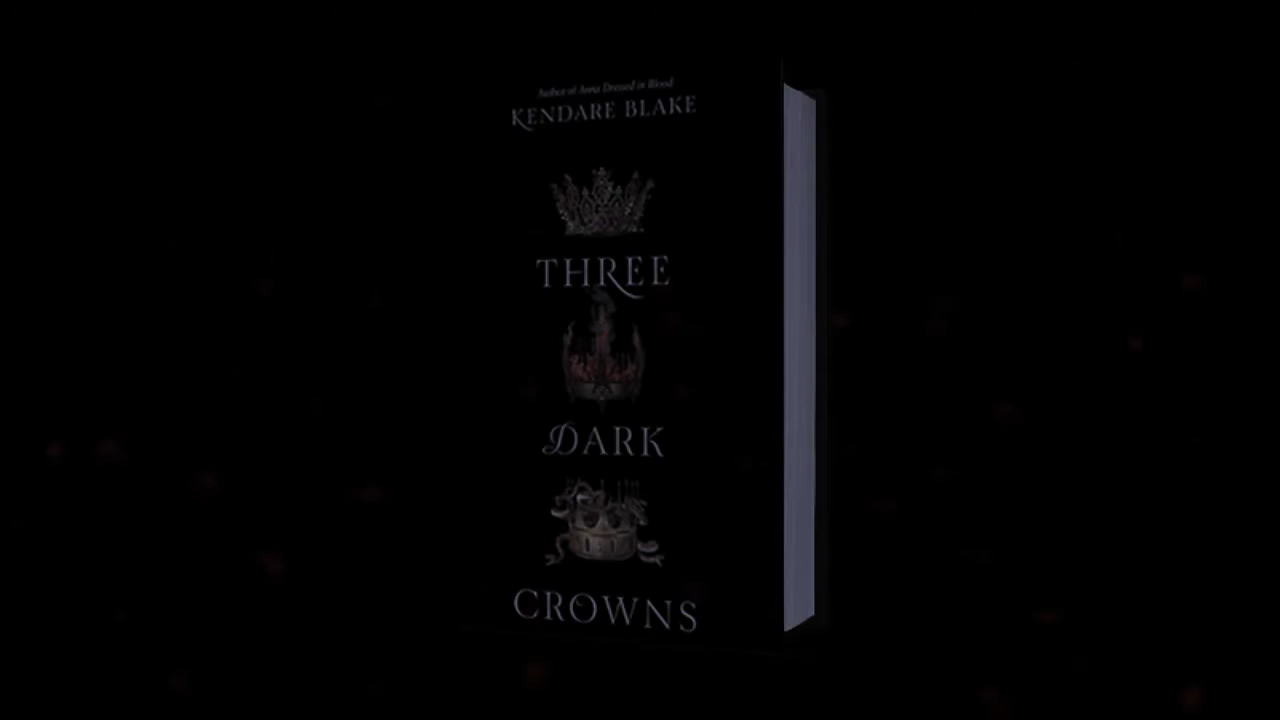 Author of Anna Dressed in Blood
KENDARE BLAKE
THREE
DARK
CROWNS